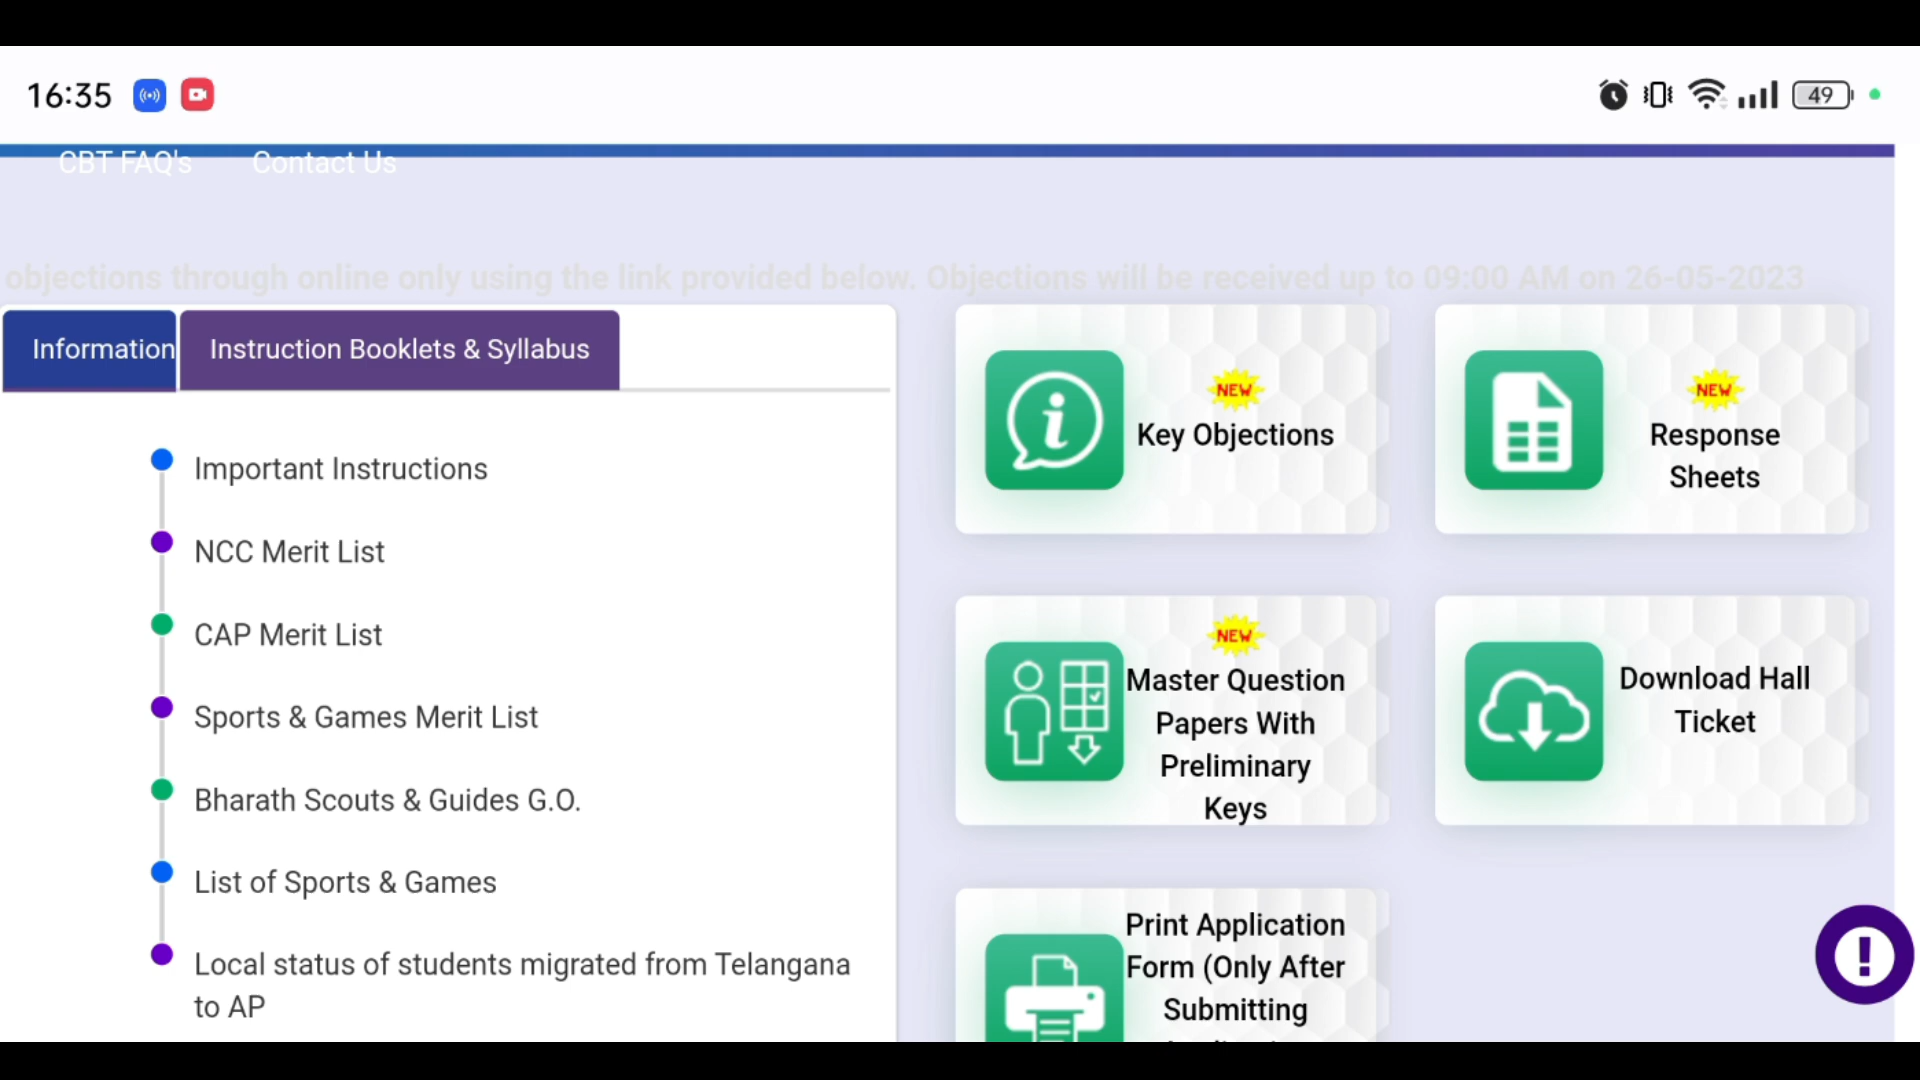 16:35
49
CBT FAQ's Contact Us
objections through online only using the link provided below. Objections will be received up to 09:00 AM on 26-05-2023
Information
Instruction Booklets & Syllabus
Important Instructions
NCC Merit List
CAP Merit List
Sports & Games Merit List
Bharath Scouts & Guides G.O.
List of Sports & Games
Local status of students migrated from Telangana
to AP
NEW
Key Objections
NEW
Response
Sheets
NEW
Master Question
Papers With
Preliminary
Keys
Download Hall
Ticket
Print Application
Form (Only After
Submitting